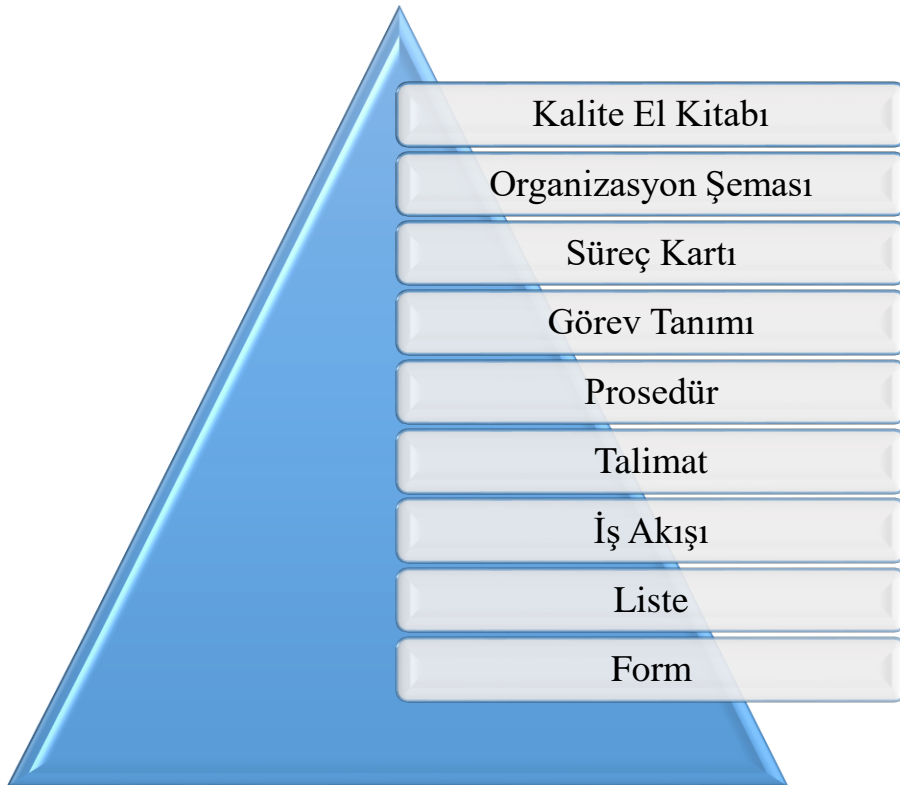 Kalite El Kitabı
Organizasyon Şeması
Süreç Kartı
Görev Tanımı
Prosedür
Talimat
İş Akışı
Liste
Form